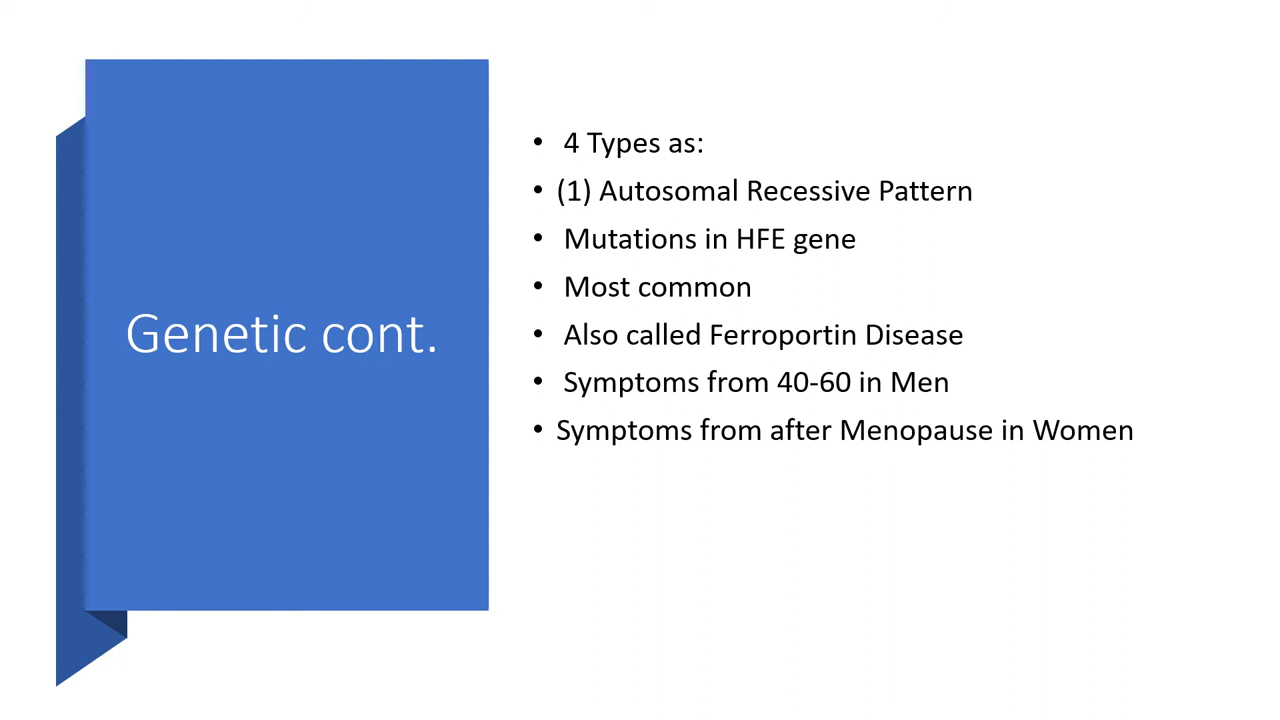 Genetic cont.
• 4 Types as:
• (1) Autosomal Recessive Pattern
• Mutations in HFE gene
• Most common
• Also called Ferroportin Disease
• Symptoms from 40-60 in Men
• Symptoms from after Menopause in Women